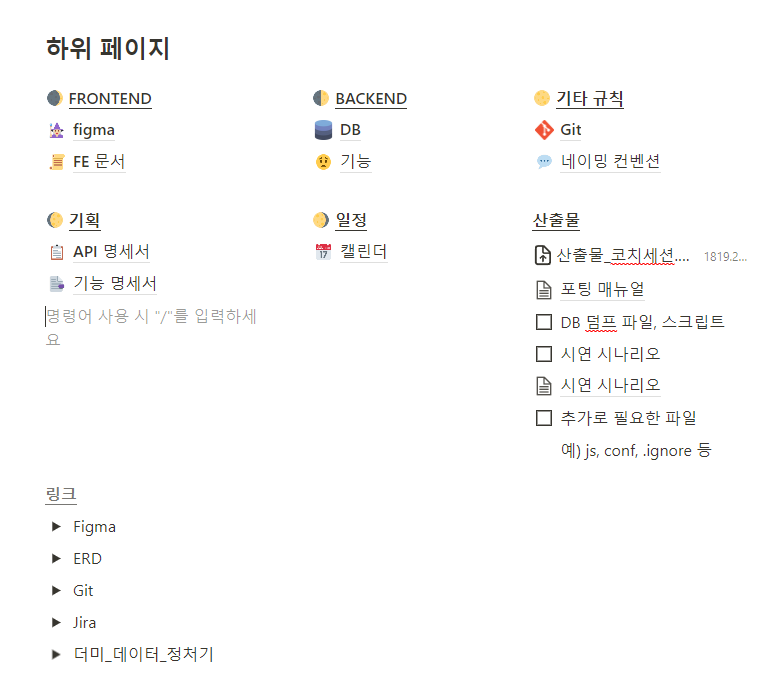 하위 페이지
FRONTEND
figma
FE 문서
BACKEND
DB
기능
기타 규칙
Git
네이밍 컨벤션
기획
API 명세서
기능 명세서
명령어 사용 시 "/"를 입력하세
요
일정
17
캘린더
산출물
산출물_코치세션.... 1819.2...
포팅 매뉴얼
DB 덤프 파일, 스크립트
시연 시나리오
시연 시나리오
추가로 필요한 파일
예) js, conf, .ignore 등
링크
Figma
ERD
Git
Jira
더미_데이터_정처기